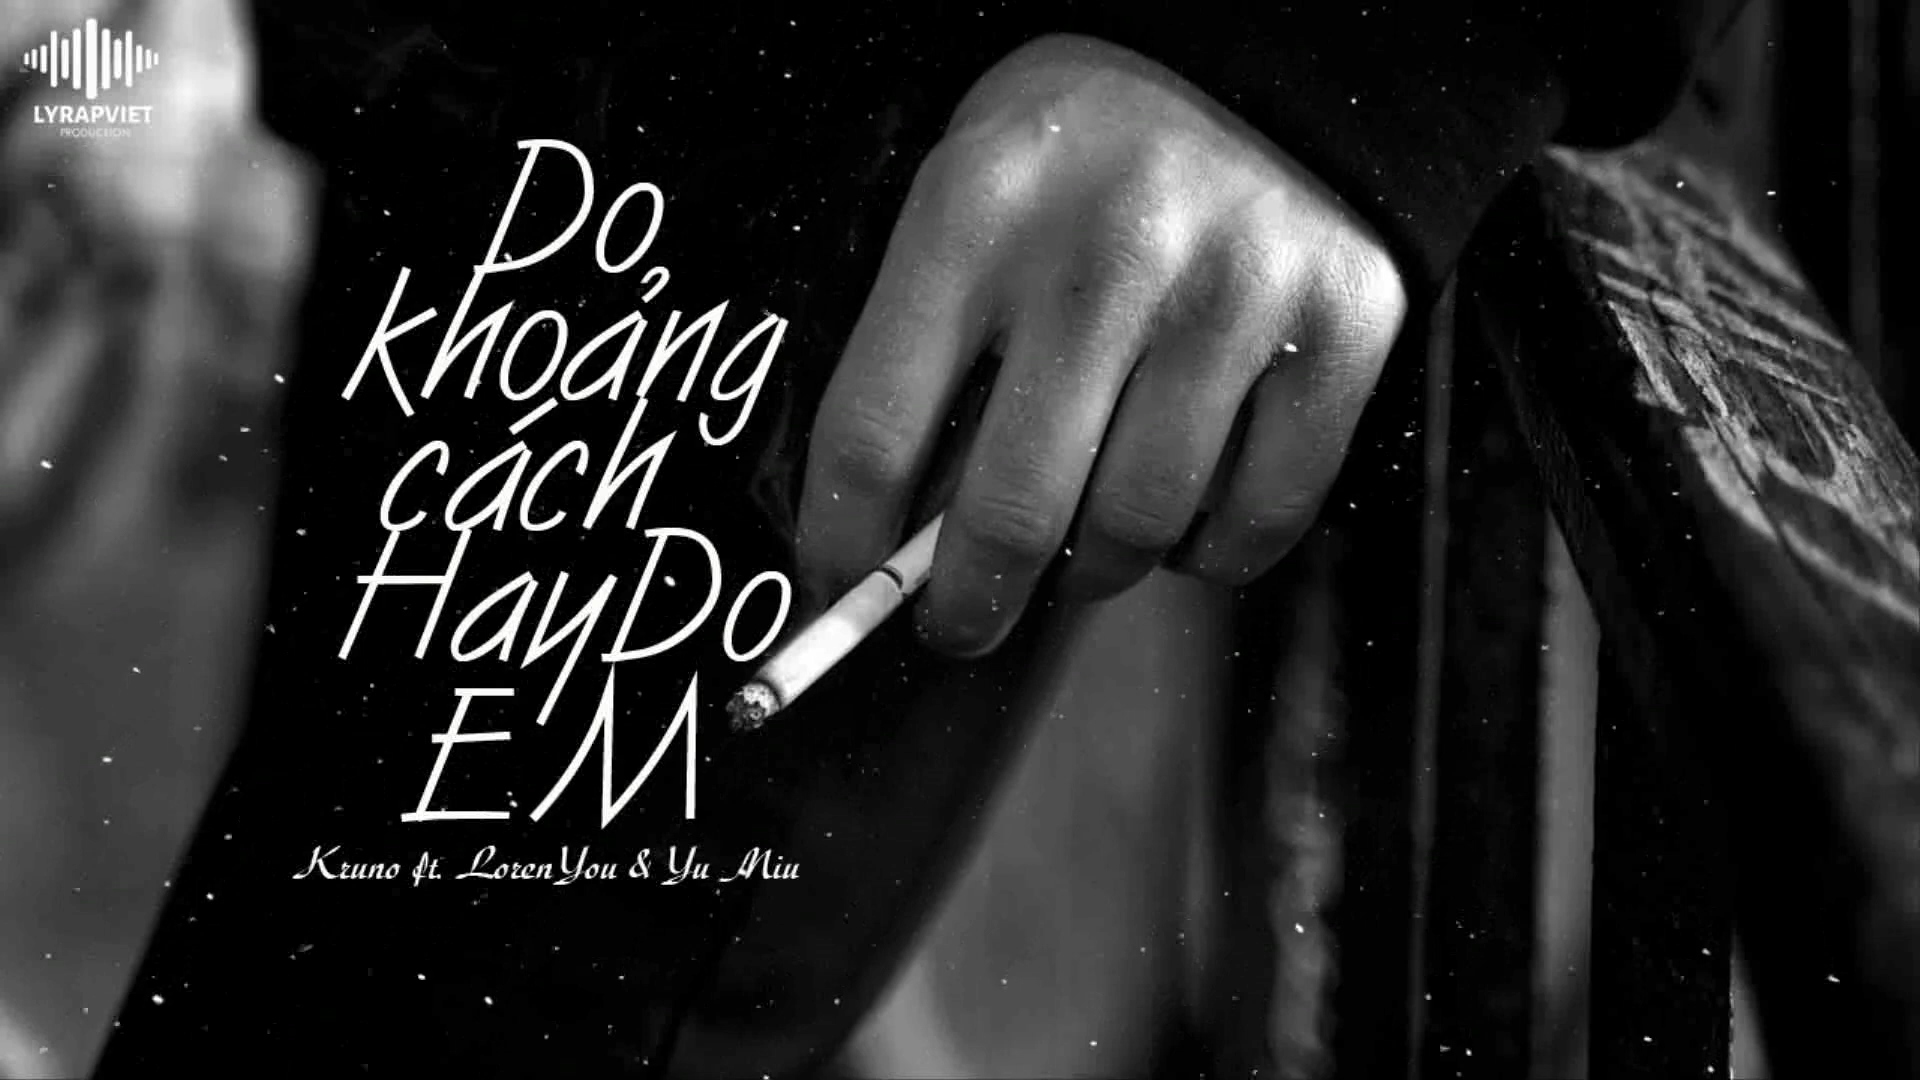 LYRAPVIET
PRODUCTION
Do
khoảng
cách
Hay Do
EM
Kruno ft. LorenYou & Yu Miu